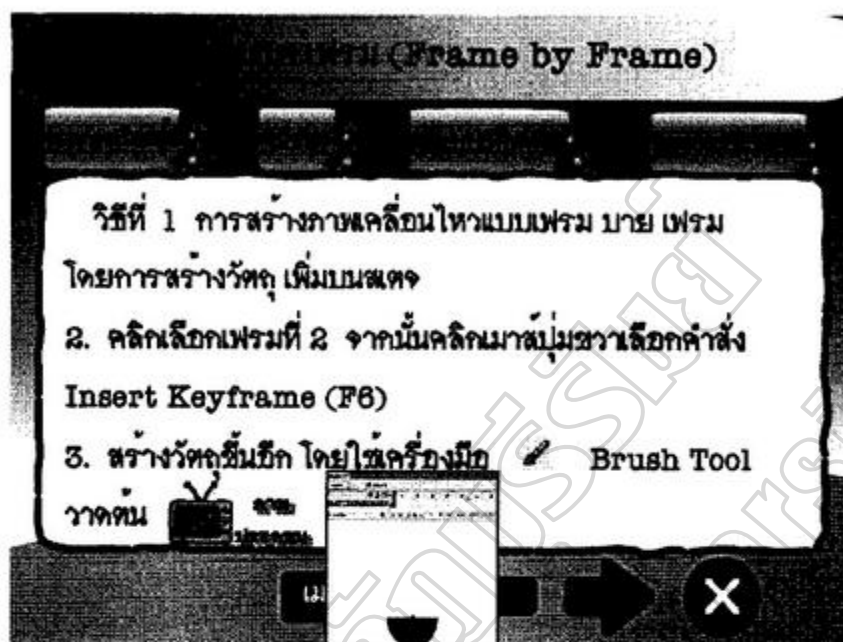 (Frame by Frame)
วิธีที่ 1 การสร้างภาพเคลื่อนไหวแบบเฟรม บาย เฟรม
โดยการสร้างวัตถุ เพิ่มบนสเตจ
2. คลิกเลือกเฟรมที่ 2 จากนั้นคลิกเมาส์ปุ่มขวาเลือกคำสั่ง
Insert Keyframe (F6)
3. สร้างวัตถุขึ้นอีก โดยใช้เครื่องมือ Brush Tool
วาดต้น